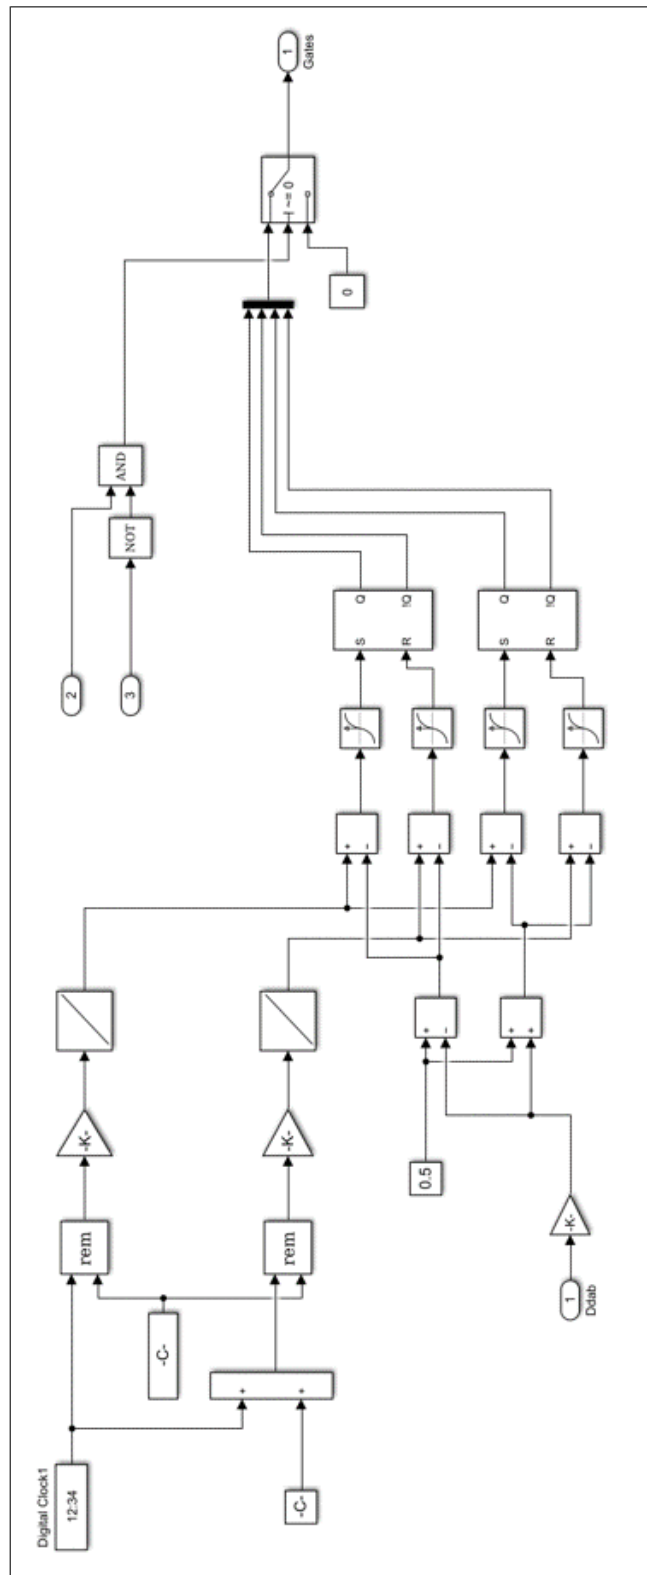 Digital Clock1
12:34
-C-
-C-
rem
rem
-K-
-K-
1
Ddab
-K-
0.5
+
+
+
-
+
+
+
-
+
-
+
-
+
-
S
Q
R
!Q
S
Q
R
!Q
2
3
NOT
AND
0
~= 0
1
Gates